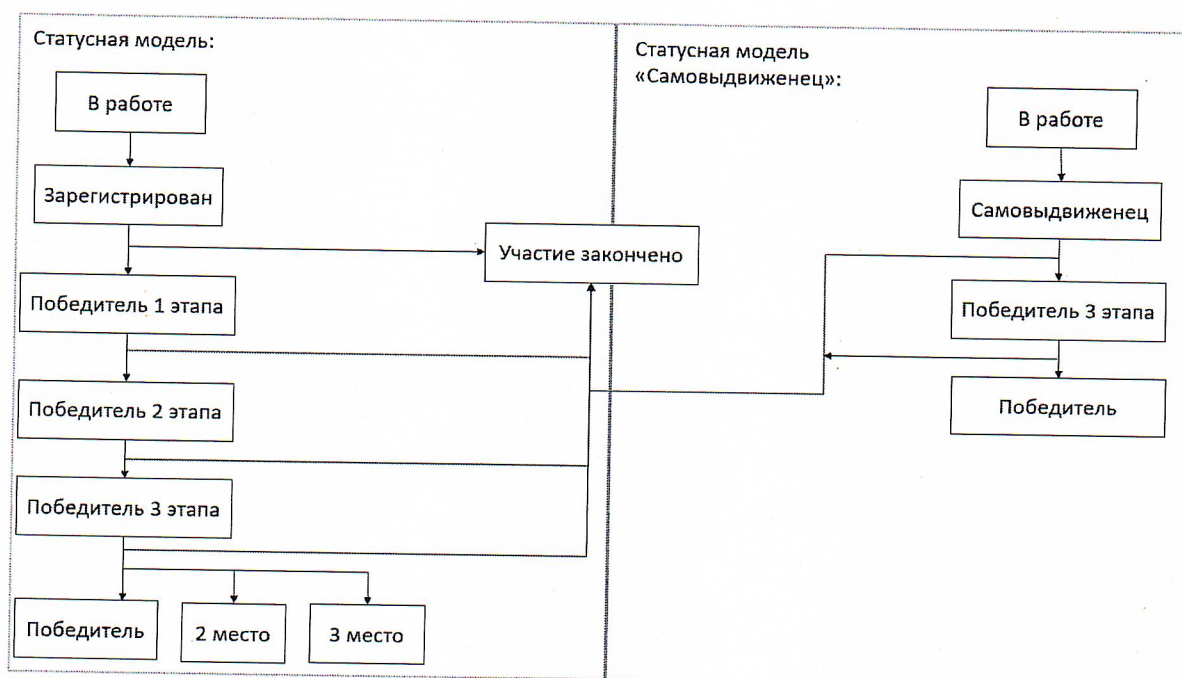 Статусная модель:
В работе
Зарегистрирован
Участие закончено
Победитель 1 этапа
Победитель 2 этапа
Победитель 3 этапа
Победитель
2 место
3 место
Статусная модель
«Самовыдвиженец»:
В работе
Самовыдвиженец
Победитель 3 этапа
Победитель